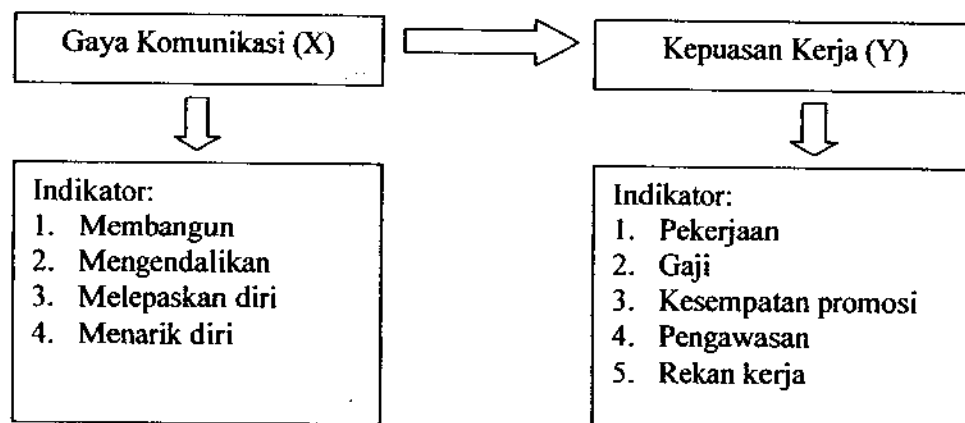 Gaya Komunikasi (X)
Kepuasan Kerja (Y)
Indikator:
1. Membangun
2. Mengendalikan
3. Melepaskan diri
4. Menarik diri
Indikator:
1. Pekerjaan
2. Gaji
3. Kesempatan promosi
4. Pengawasan
5. Rekan kerja